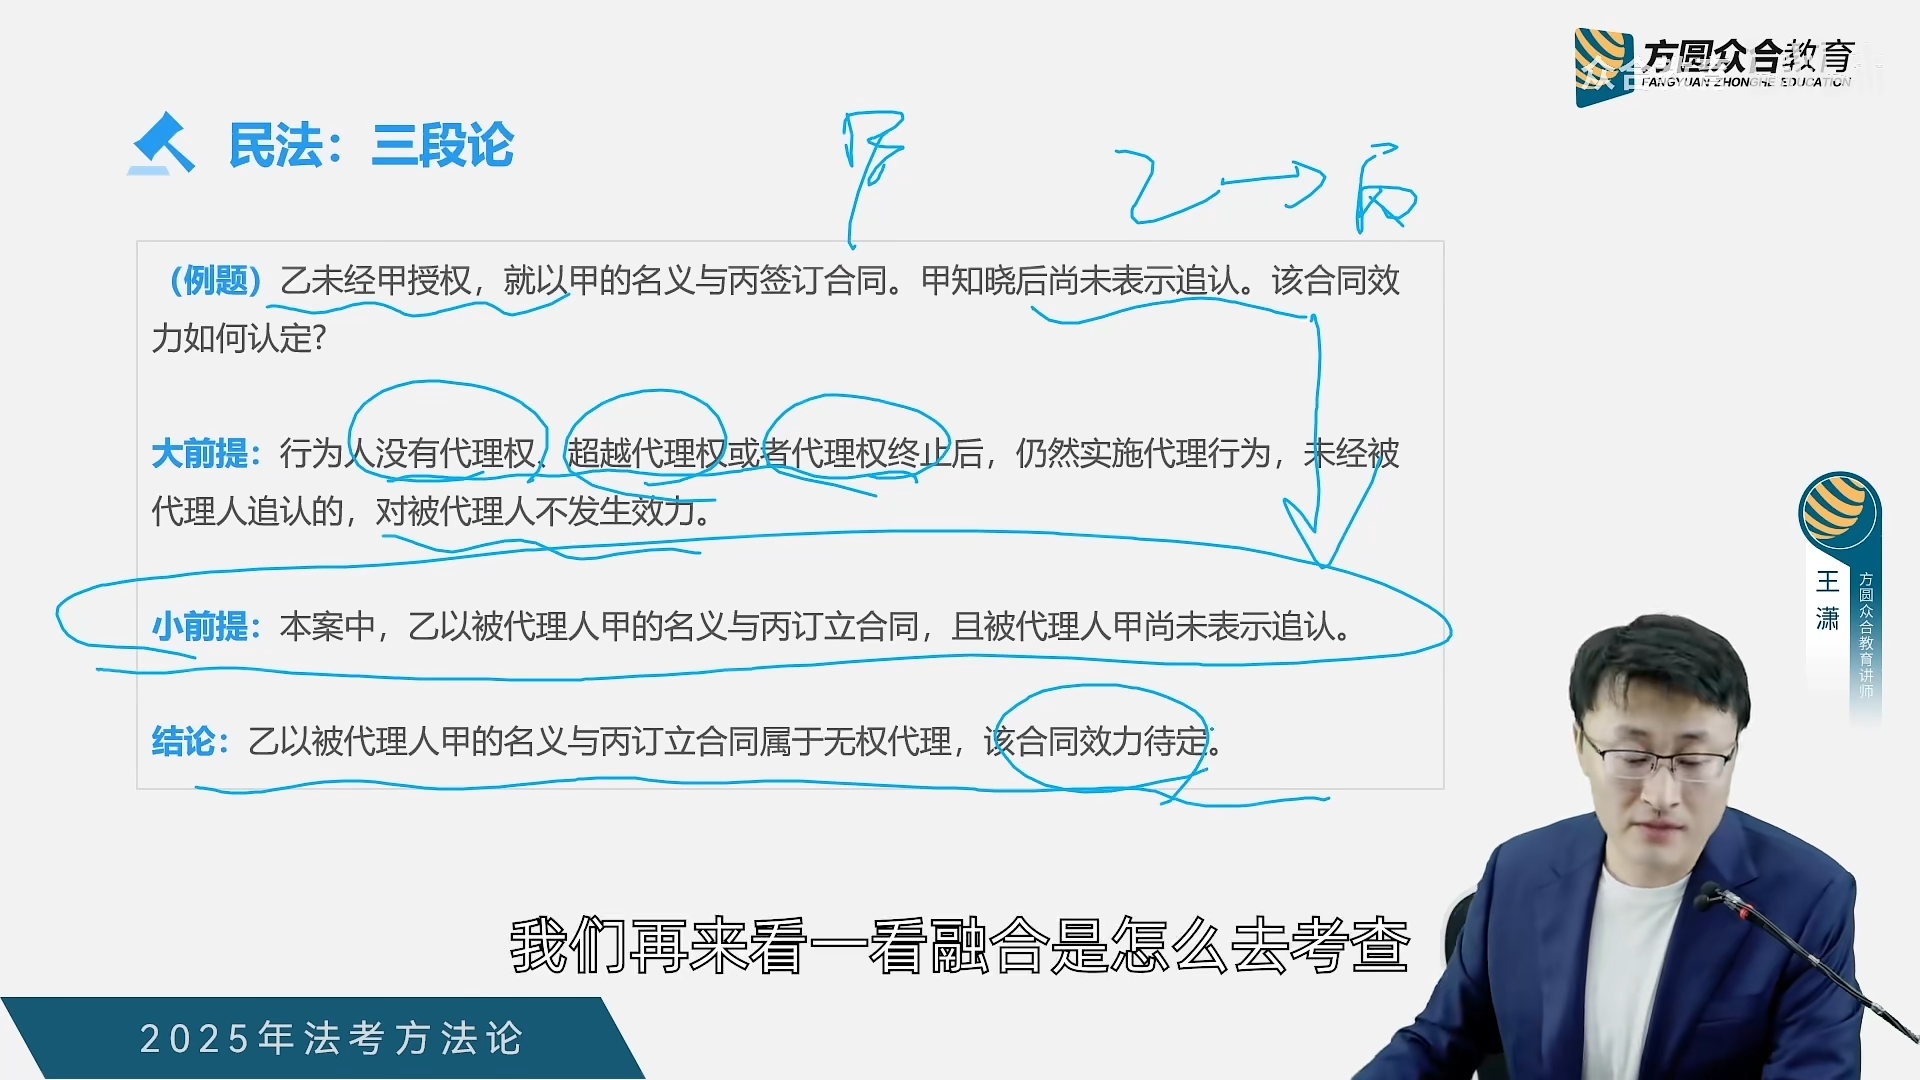 方圆众合教育
FANGYUAN ZHONGHE EDUCATION
民法：三段论
甲 乙 → 丙
（例题）乙未经甲授权，就以甲的名义与丙签订合同。甲知晓后尚未表示追认。该合同效
力如何认定?
大前提：行为人没有代理权、超越代理权或者代理权终止后，仍然实施代理行为，未经被
代理人追认的，对被代理人不发生效力。
小前提：本案中，乙以被代理人甲的名义与丙订立合同，且被代理人甲尚未表示追认。
结论：乙以被代理人甲的名义与丙订立合同属于无权代理，该合同效力待定。
王潇
方圆众合教育讲师
我们再来看一看融合是怎么去考查
2025年法考方法论